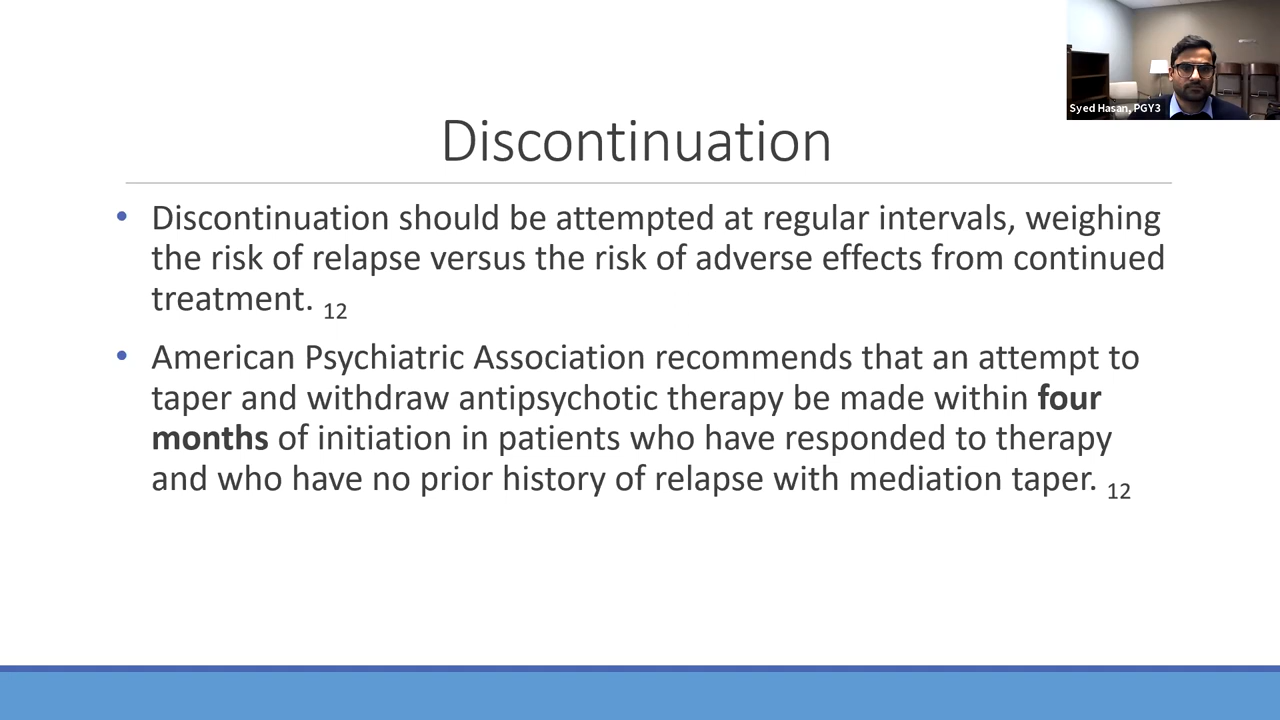 Syed Hasan, PGY3
Discontinuation
• Discontinuation should be attempted at regular intervals, weighing
the risk of relapse versus the risk of adverse effects from continued
treatment. 12
• American Psychiatric Association recommends that an attempt to
taper and withdraw antipsychotic therapy be made within four
months of initiation in patients who have responded to therapy
and who have no prior history of relapse with mediation taper. 12